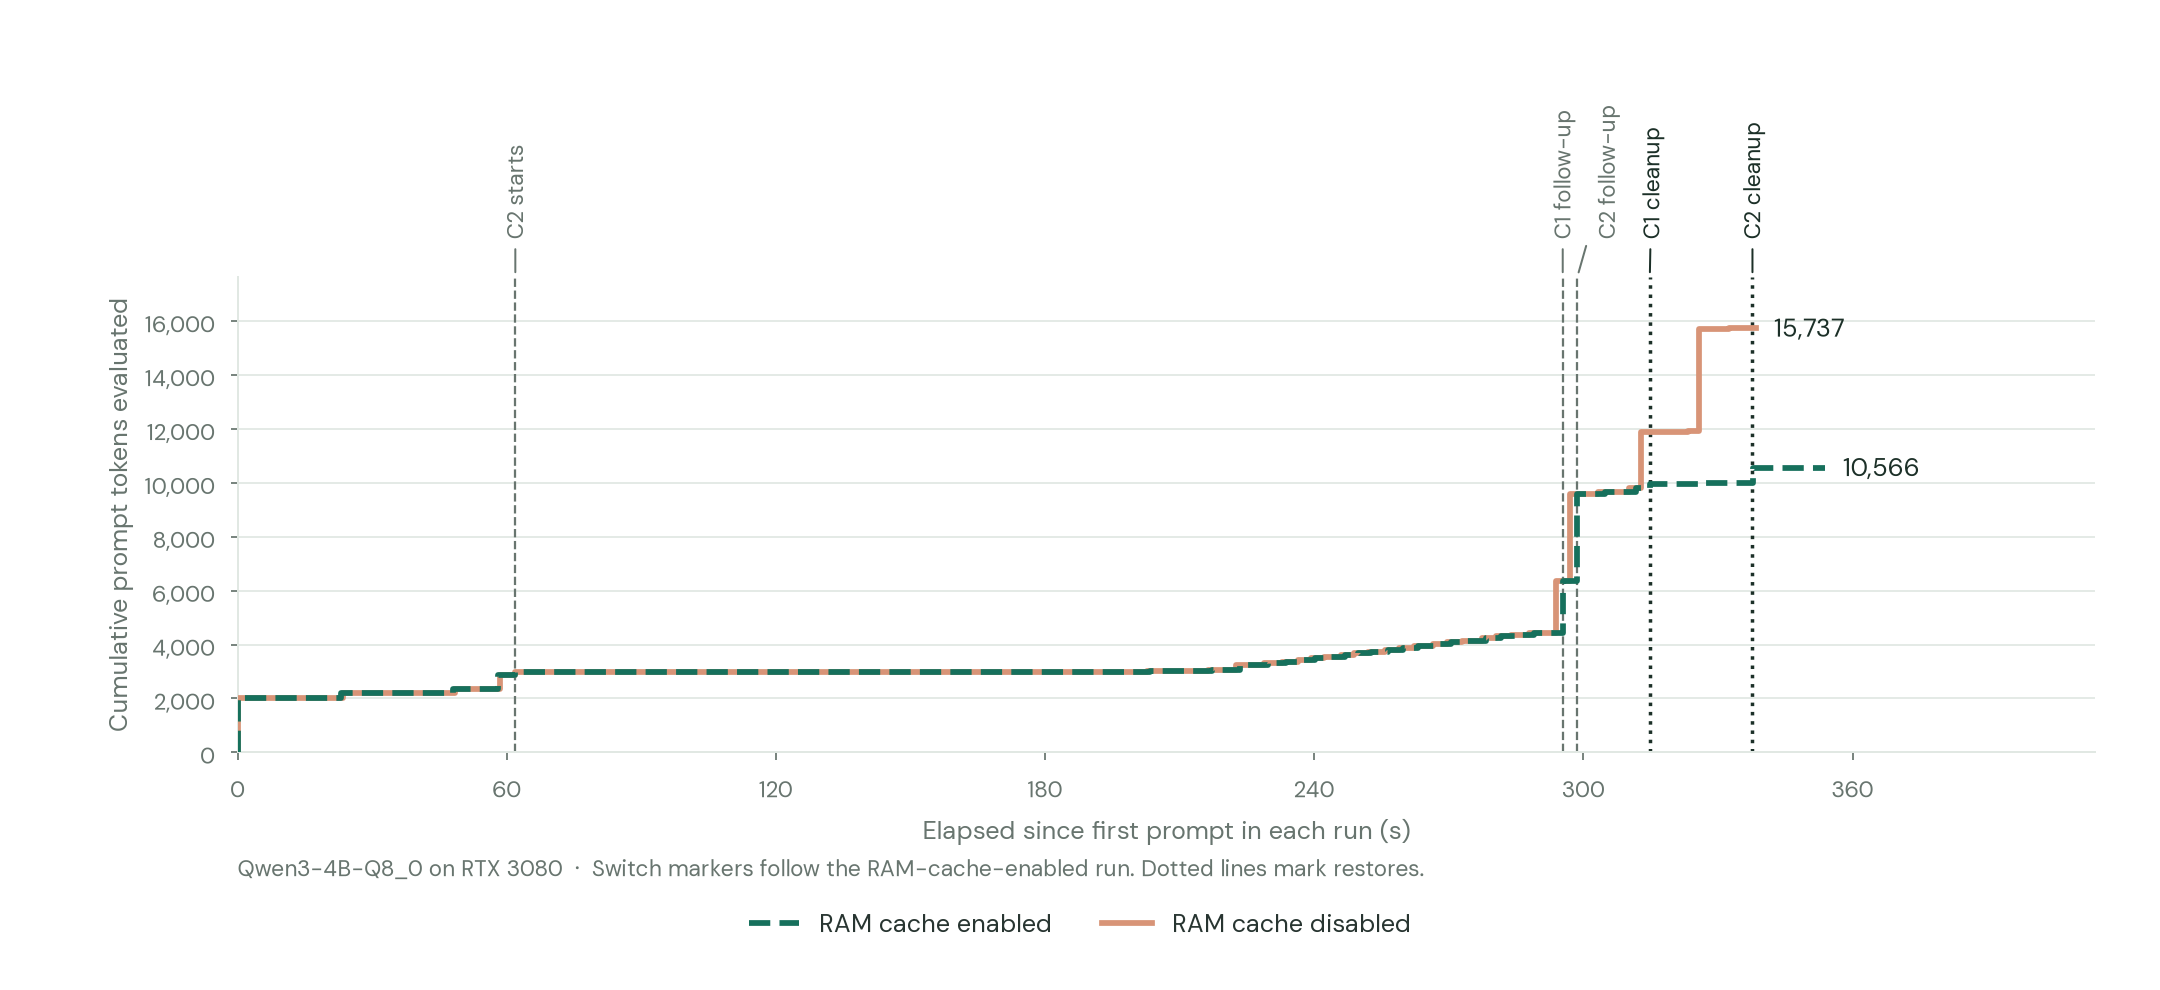 C2 starts
C1 follow-up
C2 follow-up
C1 cleanup
C2 cleanup
Cumulative prompt tokens evaluated
16,000
14,000
12,000
10,000
8,000
6,000
4,000
2,000
0
15,737
10,566
0 60 120 180 240 300 360
Elapsed since first prompt in each run (s)
Qwen3-4B-Q8_0 on RTX 3080 · Switch markers follow the RAM-cache-enabled run. Dotted lines mark restores.
RAM cache enabled RAM cache disabled